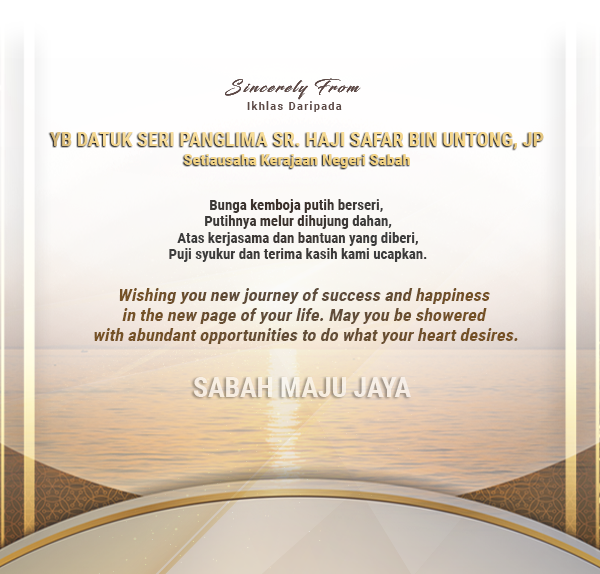 Sincerely From
Ikhlas Daripada
YB DATUK SERI PANGLIMA SR. HAJI SAFAR BIN UNTONG, JP
Setiausaha Kerajaan Negeri Sabah
Bunga kemboja putih berseri,
Putihnya melur dihujung dahan,
Atas kerjasama dan bantuan yang diberi,
Puji syukur dan terima kasih kami ucapkan.
Wishing you new journey of success and happiness
in the new page of your life. May you be showered
with abundant opportunities to do what your heart desires.
SABAH MAJU JAYA